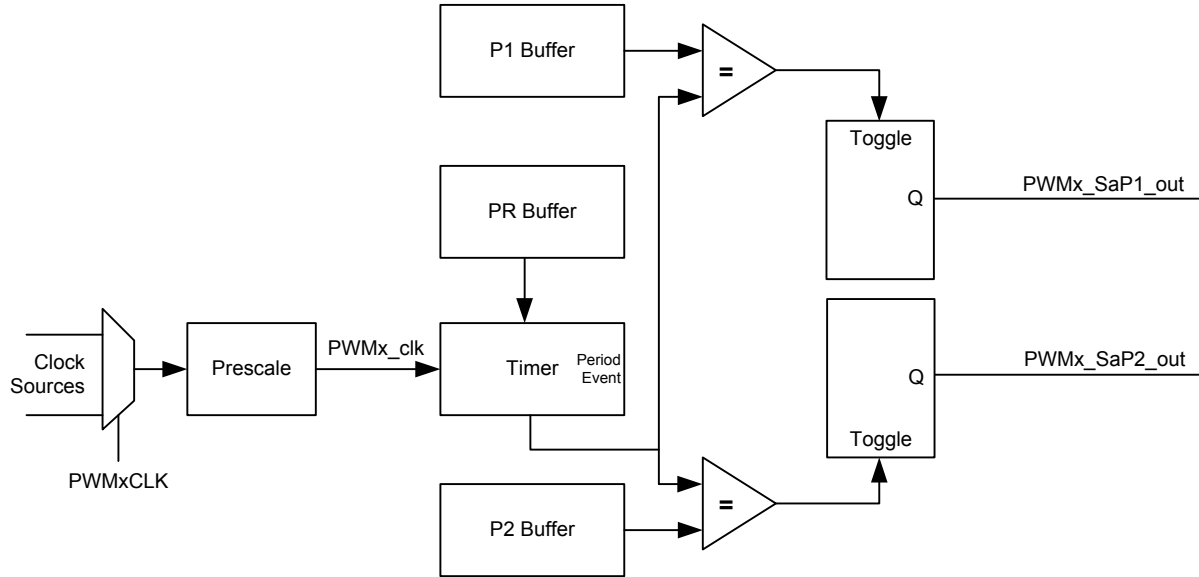 P1 Buffer
=
Toggle
Q
PWMx_SaP1_out
PR Buffer
Clock
Sources
PWMxCLK
Prescale
PWMx_clk
Timer
Period
Event
Q
Toggle
PWMx_SaP2_out
P2 Buffer
=